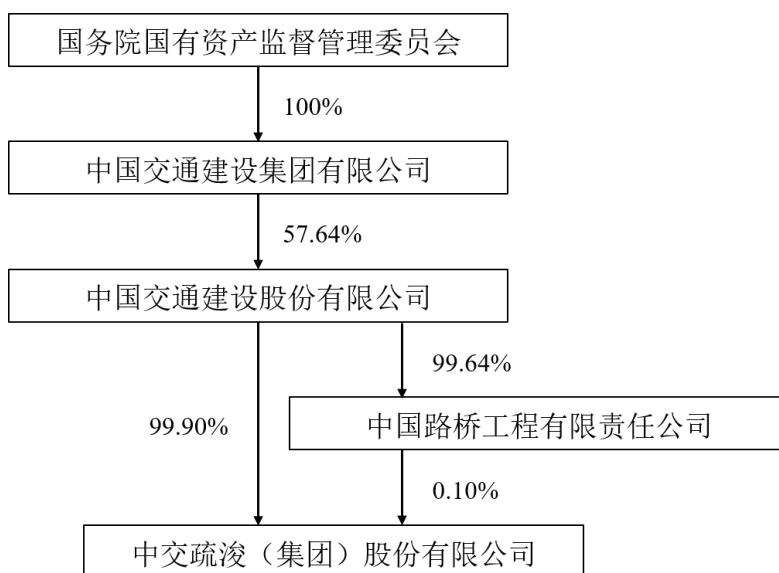 国务院国有资产监督管理委员会
100%
中国交通建设集团有限公司
57.64%
中国交通建设股份有限公司
99.64%
中国路桥工程有限责任公司
99.90%
0.10%
中交疏浚（集团）股份有限公司